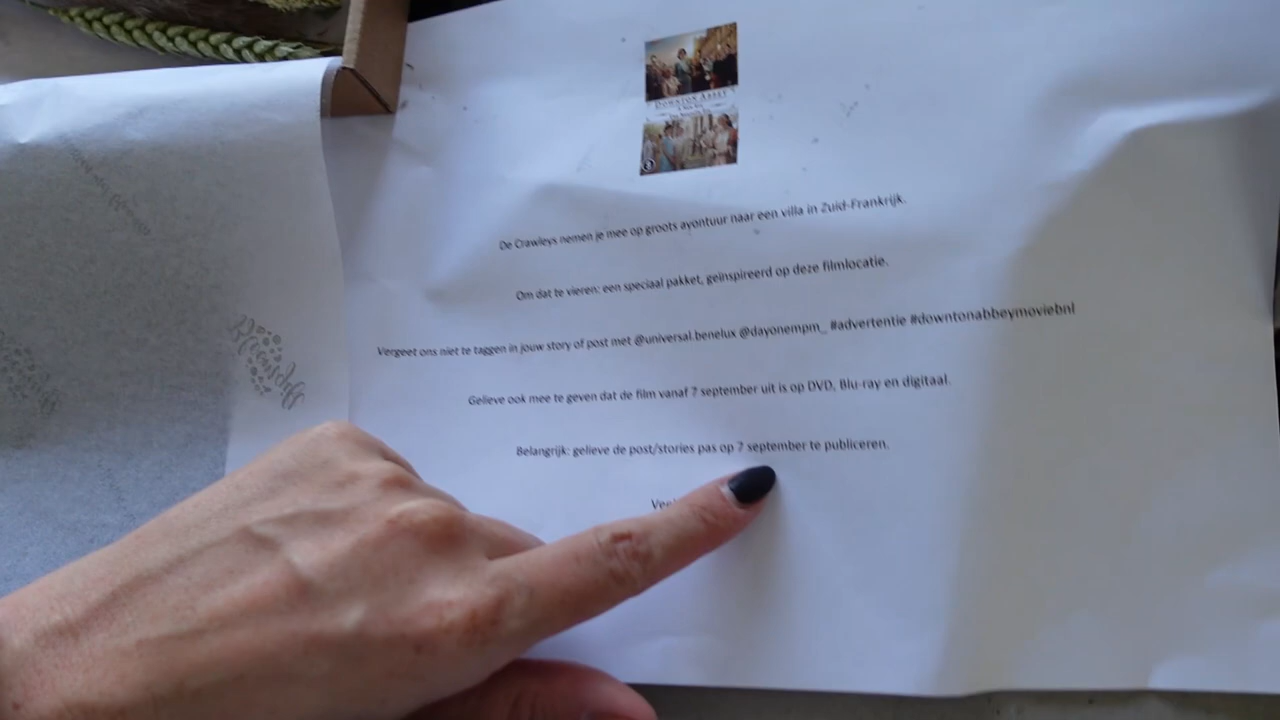 DOWNTON ABBEY
De Crawleys nemen je mee op groots avontuur naar een villa in Zuid-Frankrijk.
Om dat te vieren: een speciaal pakket, geïnspireerd op deze filmlocatie.
Vergeet ons niet te taggen in jouw story of post met @universal.benelux @dayonempm_ #advertentie #downtonabbeymoviebnl
Gelieve ook mee te geven dat de film vanaf 7 september uit is op DVD, Blu-ray en digitaal.
Belangrijk: gelieve de post/stories pas op 7 september te publiceren.